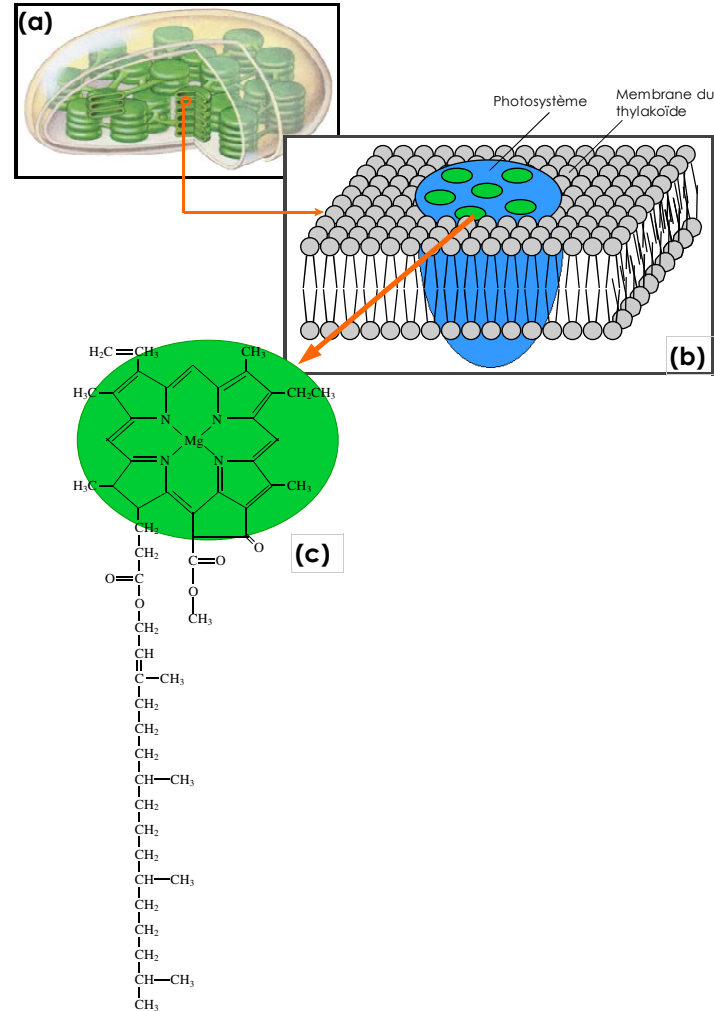 (a)
Photosystème
Membrane du
thylakoïde
(b)
H₂C CH₃ CH₃
H₃C CH₂CH₃
N N
Mg
N N
H₃C CH₃
CH₂ O
(c)
CH₂ C O
O C O
O CH₃
CH₂
CH
C CH₃
CH₂
CH₂
CH₂
CH CH₃
CH₂
CH₂
CH₂
CH CH₃
CH₂
CH₂
CH₂
CH CH₃
CH₃